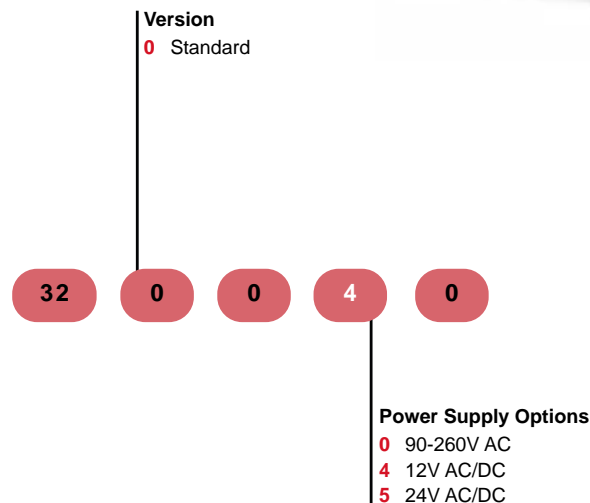 Version
0 Standard
32 0 0 4 0
Power Supply Options
0 90-260V AC
4 12V AC/DC
5 24V AC/DC